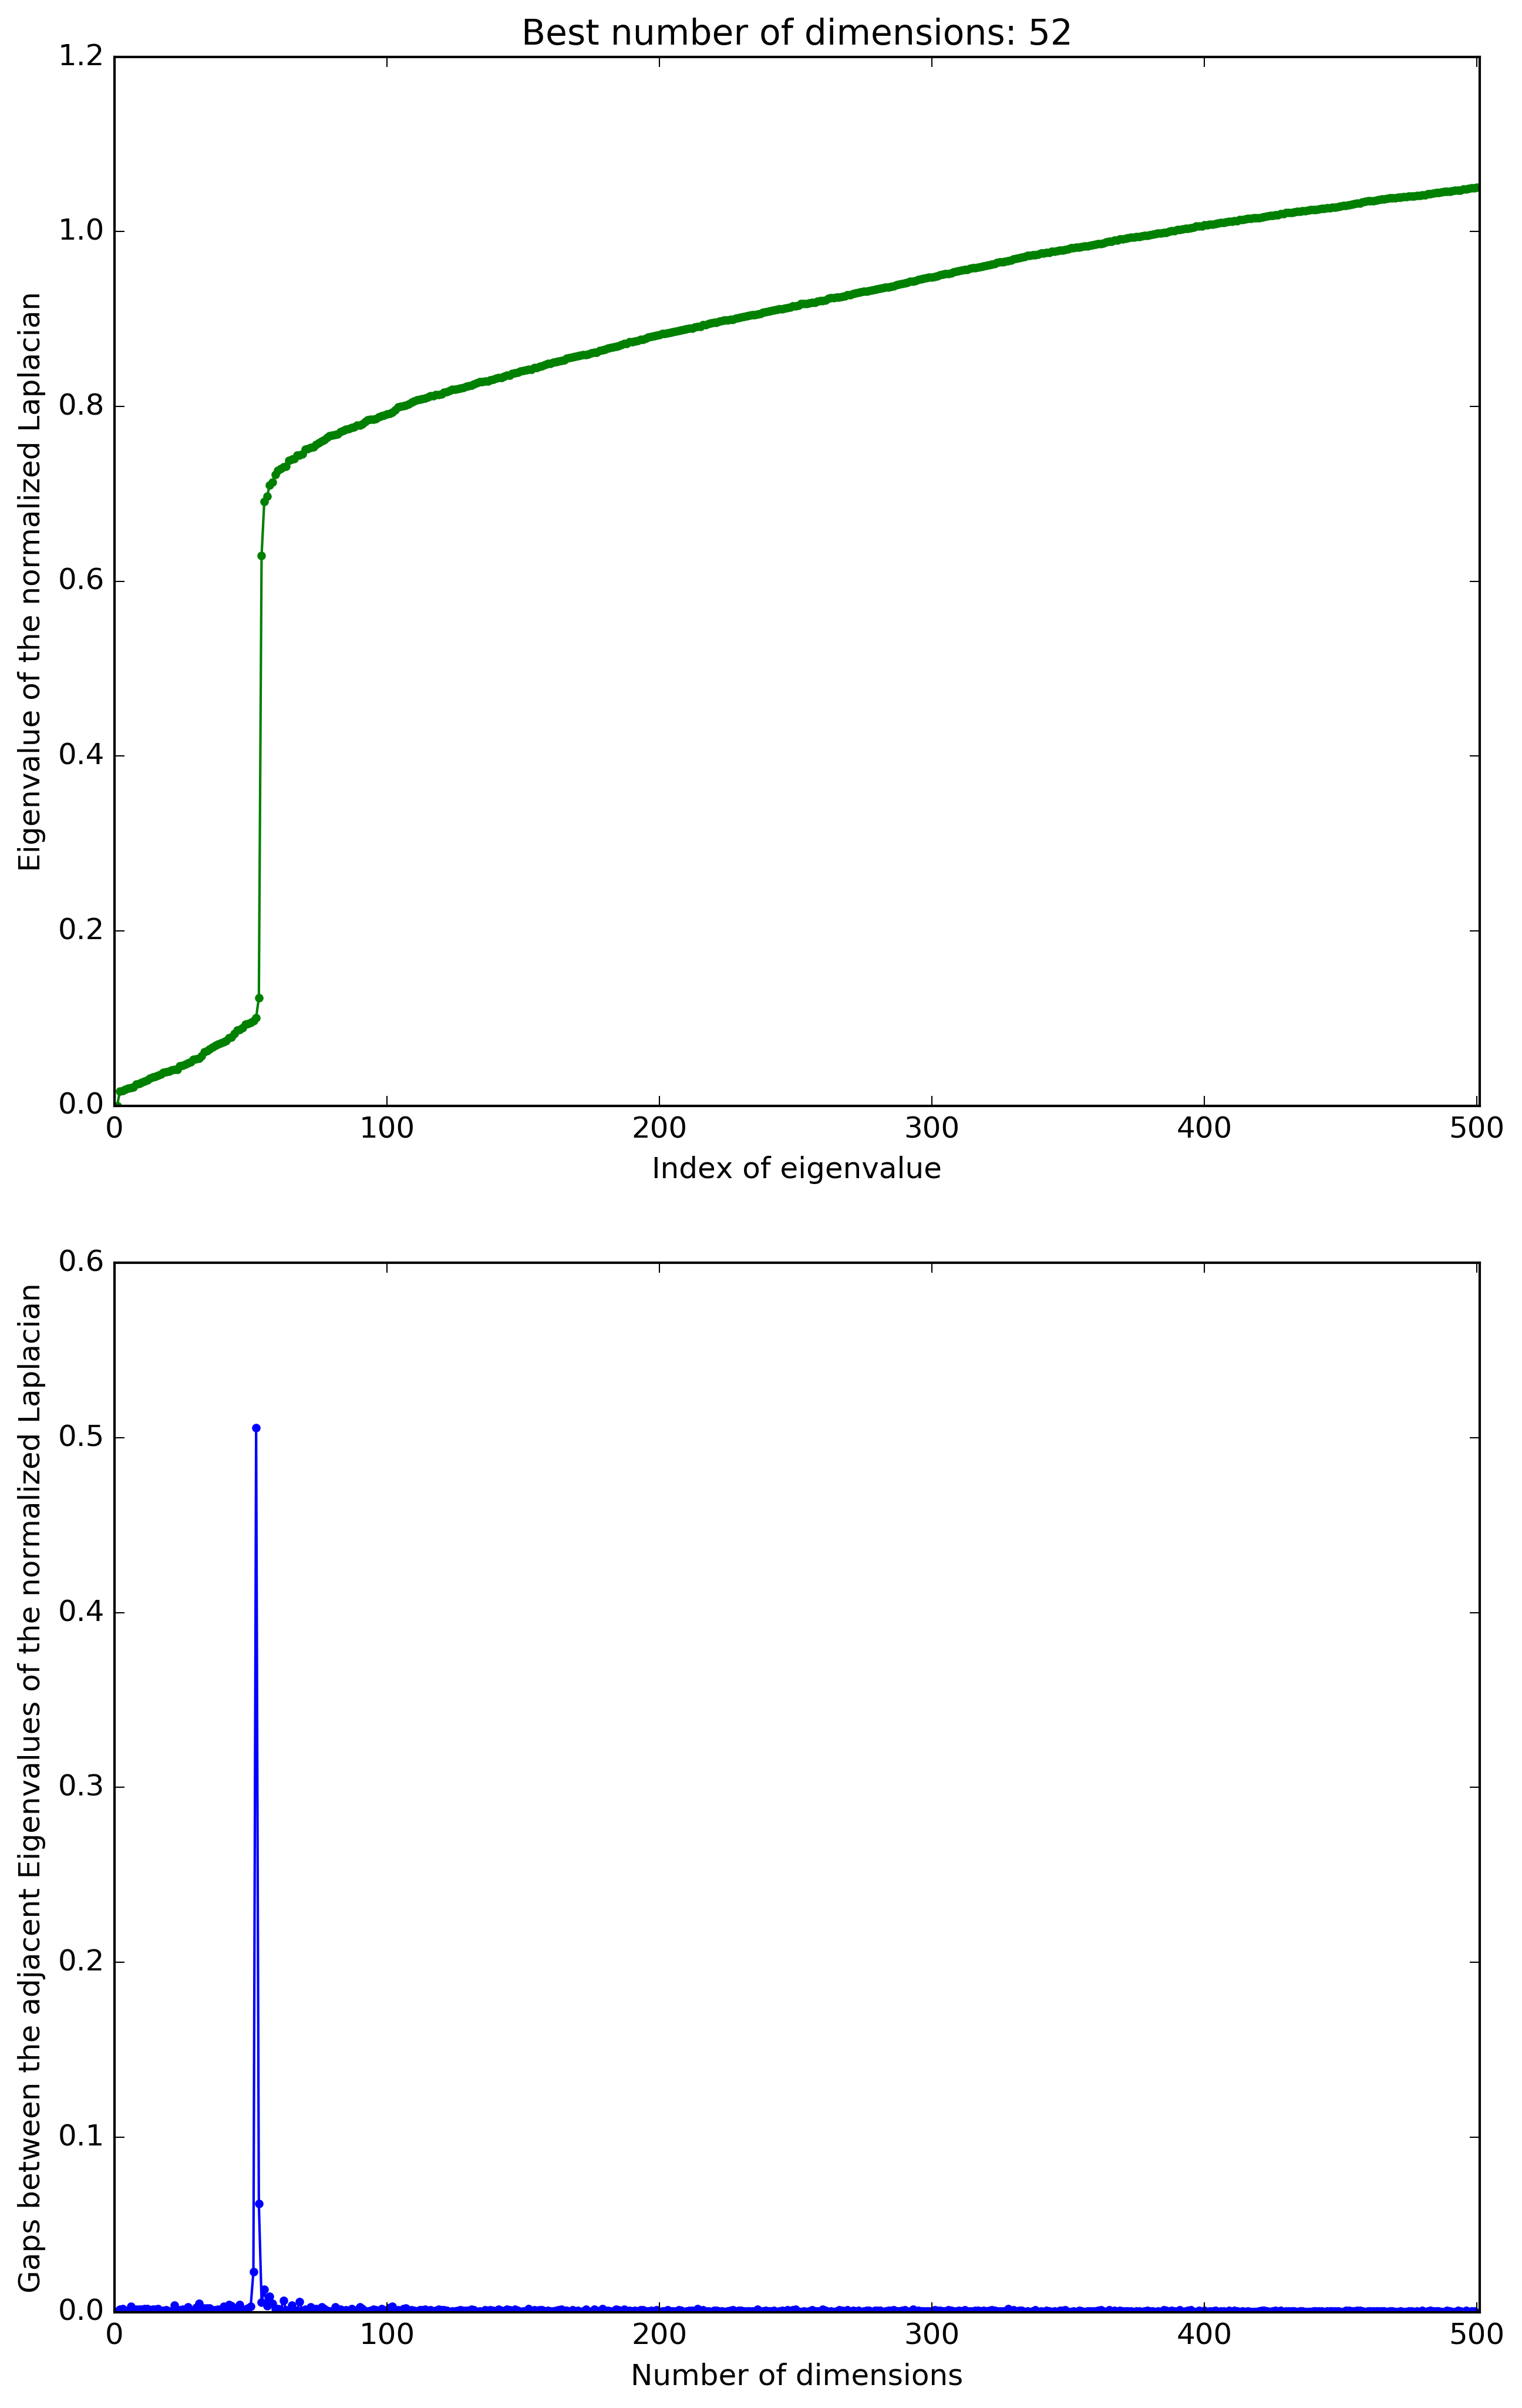 Best number of dimensions: 52
1.2
1.0
0.8
0.6
0.4
0.2
0.0
Eigenvalue of the normalized Laplacian
0 100 200 300 400 500
Index of eigenvalue
0.6
0.5
0.4
0.3
0.2
0.1
0.0
Gaps between the adjacent Eigenvalues of the normalized Laplacian
0 100 200 300 400 500
Number of dimensions